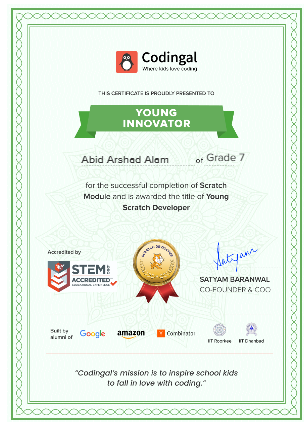 Codingal
Where kids love coding
THIS CERTIFICATE IS PROUDLY PRESENTED TO
YOUNG
INNOVATOR
Abid Arshad Alam of Grade 7
for the successful completion of Scratch
Module and is awarded the title of Young
Scratch Developer
Accredited by
STEM.ORG
ACCREDITED
Satyam
SATYAM BARANWAL
CO-FOUNDER & COO
Built by
alumni of
Google
amazon
Y Combinator
IIT Roorkee
IIT Dhanbad
"Codingal's mission is to inspire school kids
to fall in love with coding."